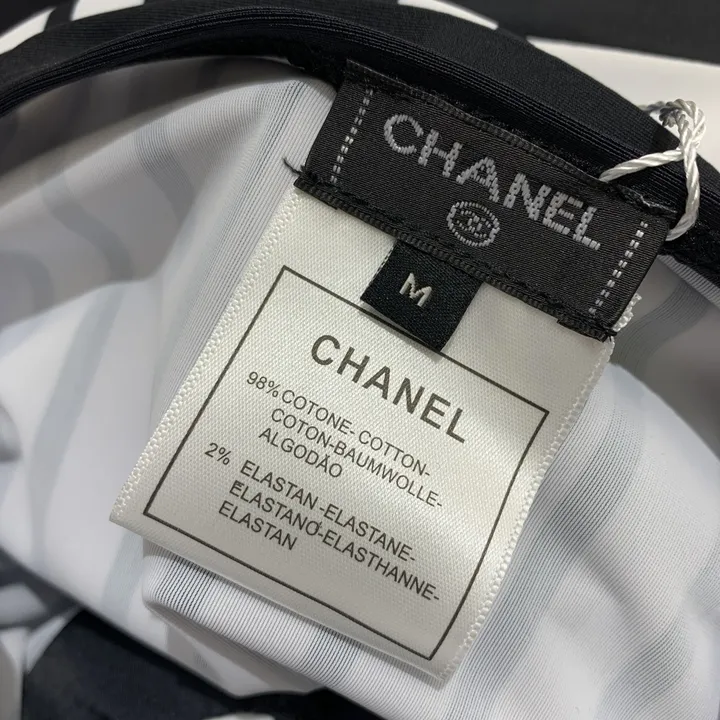 CHANEL
M
CHANEL
98% COTONE-COTTON-
COTON-BAUMWOLLE-
ALGODÃO
2% ELASTAN-ELASTANE-
ELASTANO-ELASTHANNE-
ELASTAN